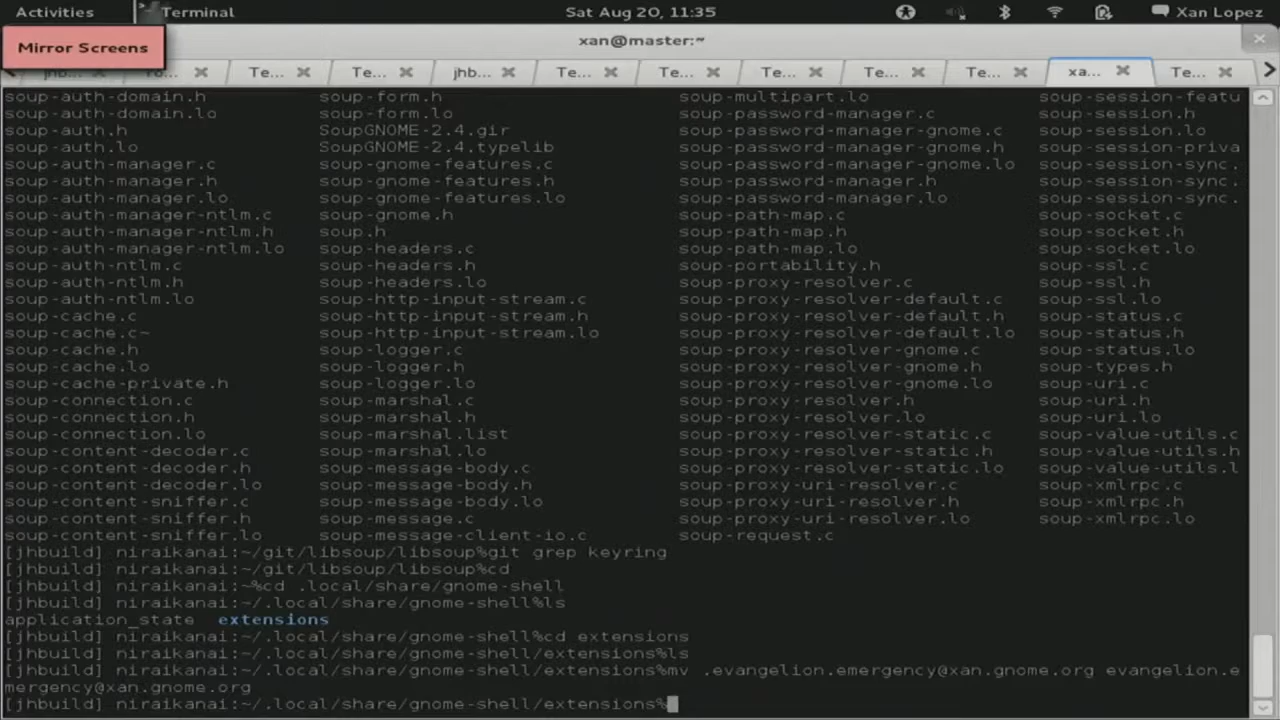 Activities Terminal Sat Aug 20, 11:35 Xan Lopez
Mirror Screens
xan@master:~
jhb... Te... Te... jhb... Te... Te... Te... Te... Te... xa... Te...
soup-auth-domain.h soup-form.h soup-multipart.lo soup-session-featu
soup-auth-domain.lo soup-form.lo soup-password-manager.c soup-session.h
soup-auth.h SoupGNOME-2.4.gir soup-password-manager-gnome.c soup-session.lo
soup-auth.lo SoupGNOME-2.4.typelib soup-password-manager-gnome.h soup-session-priva
soup-auth-manager.c soup-gnome-features.c soup-password-manager-gnome.lo soup-session-sync.
soup-auth-manager.h soup-gnome-features.h soup-password-manager.h soup-session-sync.
soup-auth-manager.lo soup-gnome-features.lo soup-password-manager.lo soup-session-sync.
soup-auth-manager-ntlm.c soup-gnome.h soup-path-map.c soup-socket.c
soup-auth-manager-ntlm.h soup.h soup-path-map.h soup-socket.h
soup-auth-manager-ntlm.lo soup-headers.c soup-path-map.lo soup-socket.lo
soup-auth-ntlm.c soup-headers.h soup-portability.h soup-ssl.c
soup-auth-ntlm.h soup-headers.lo soup-proxy-resolver.c soup-ssl.h
soup-auth-ntlm.lo soup-http-input-stream.c soup-proxy-resolver-default.c soup-ssl.lo
soup-cache.c soup-http-input-stream.h soup-proxy-resolver-default.h soup-status.c
soup-cache.c~ soup-http-input-stream.lo soup-proxy-resolver-default.lo soup-status.h
soup-cache.h soup-logger.c soup-proxy-resolver-gnome.c soup-status.lo
soup-cache.lo soup-logger.h soup-proxy-resolver-gnome.h soup-types.h
soup-cache-private.h soup-logger.lo soup-proxy-resolver-gnome.lo soup-uri.c
soup-connection.c soup-marshal.c soup-proxy-resolver.h soup-uri.h
soup-connection.h soup-marshal.h soup-proxy-resolver.lo soup-uri.lo
soup-connection.lo soup-marshal.list soup-proxy-resolver-static.c soup-value-utils.c
soup-content-decoder.c soup-marshal.lo soup-proxy-resolver-static.h soup-value-utils.h
soup-content-decoder.h soup-message-body.c soup-proxy-resolver-static.lo soup-value-utils.l
soup-content-decoder.lo soup-message-body.h soup-proxy-uri-resolver.c soup-xmlrpc.c
soup-content-sniffer.c soup-message-body.lo soup-proxy-uri-resolver.h soup-xmlrpc.h
soup-content-sniffer.h soup-message.c soup-proxy-uri-resolver.lo soup-xmlrpc.lo
soup-content-sniffer.lo soup-message-client-io.c soup-request.c
[jhbuild] niraikanai:~/git/libsoup/libsoup%git grep keyring
[jhbuild] niraikanai:~/git/libsoup/libsoup%cd
[jhbuild] niraikanai:~%cd .local/share/gnome-shell
[jhbuild] niraikanai:~/.local/share/gnome-shell%ls
application_state extensions
[jhbuild] niraikanai:~/.local/share/gnome-shell%cd extensions
[jhbuild] niraikanai:~/.local/share/gnome-shell/extensions%ls
[jhbuild] niraikanai:~/.local/share/gnome-shell/extensions%mv .evangelion.emergency@xan.gnome.org evangelion.e
mergency@xan.gnome.org
[jhbuild] niraikanai:~/.local/share/gnome-shell/extensions%